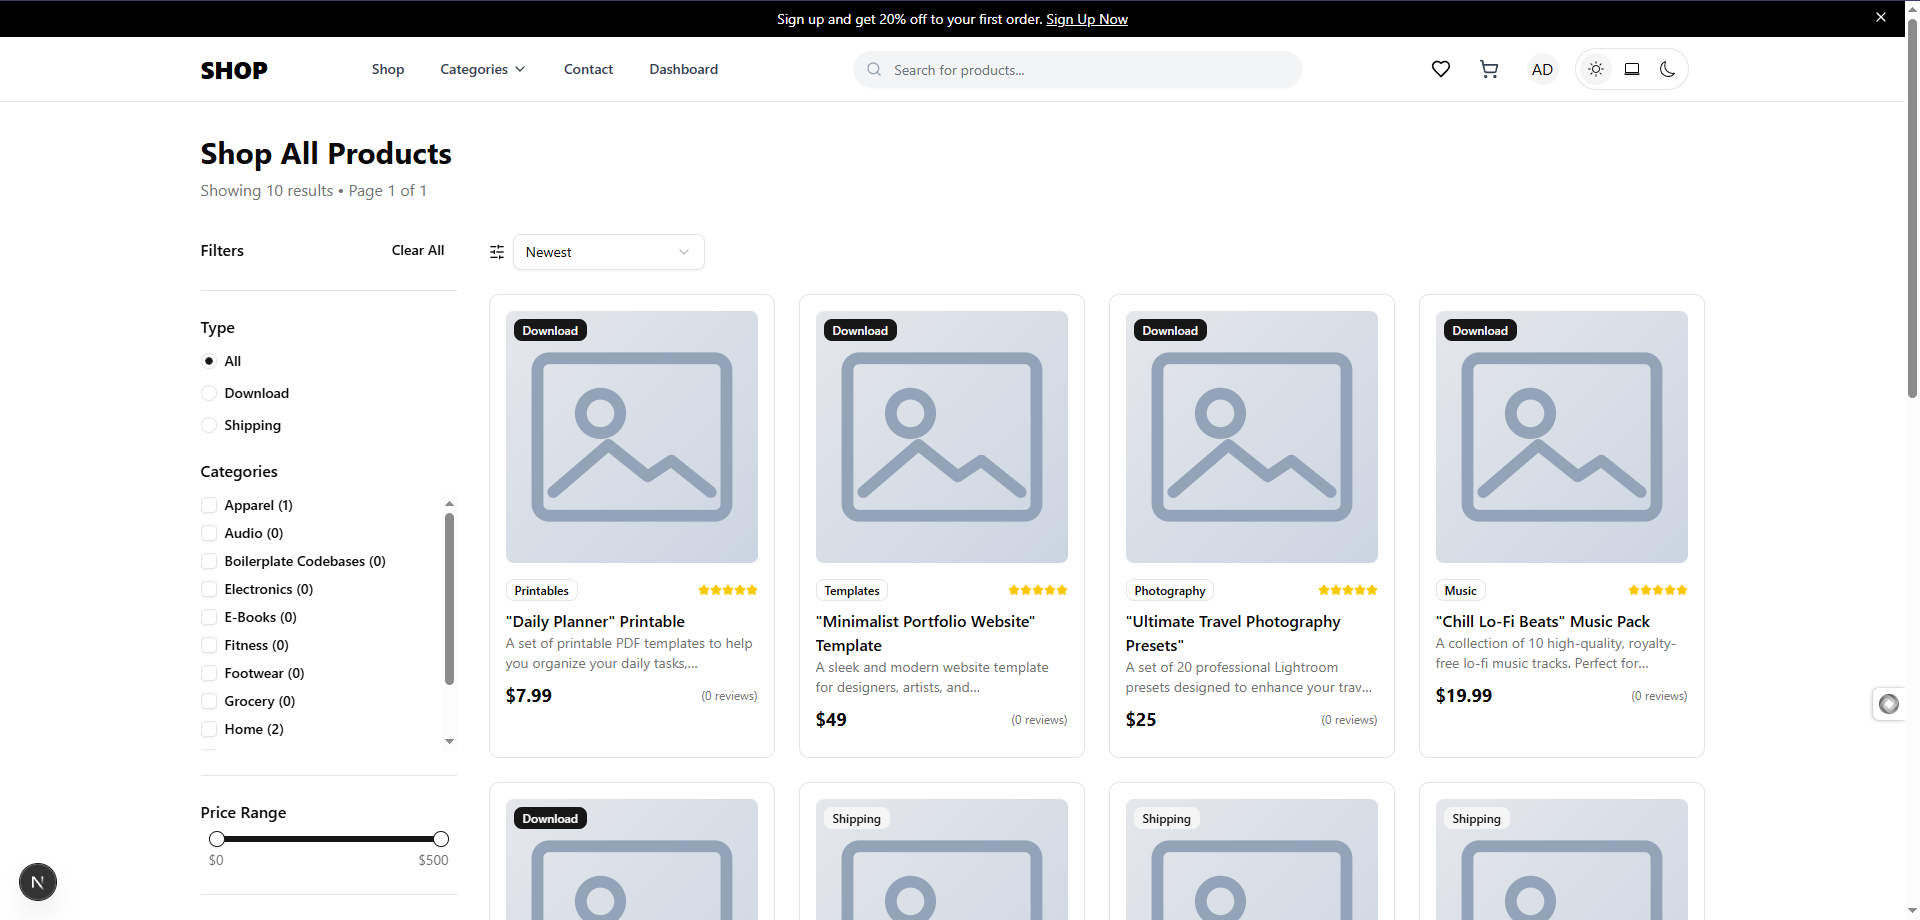 Sign up and get 20% off to your first order. Sign Up Now
SHOP
Shop
Categories
Contact
Dashboard
Search for products...
AD
Shop All Products
Showing 10 results • Page 1 of 1
Filters
Clear All
Newest
Type
All
Download
Shipping
Categories
Apparel (1)
Audio (0)
Boilerplate Codebases (0)
Electronics (0)
E-Books (0)
Fitness (0)
Footwear (0)
Grocery (0)
Home (2)
Price Range
$0
$500
N
Download
Printables
"Daily Planner" Printable
A set of printable PDF templates to help
you organize your daily tasks,...
$7.99
(0 reviews)
Download
Templates
"Minimalist Portfolio Website"
Template
A sleek and modern website template
for designers, artists, and...
$49
(0 reviews)
Download
Photography
"Ultimate Travel Photography
Presets"
A set of 20 professional Lightroom
presets designed to enhance your trav...
$25
(0 reviews)
Download
Music
"Chill Lo-Fi Beats" Music Pack
A collection of 10 high-quality, royalty-
free lo-fi music tracks. Perfect for...
$19.99
(0 reviews)
Download
Shipping
Shipping
Shipping